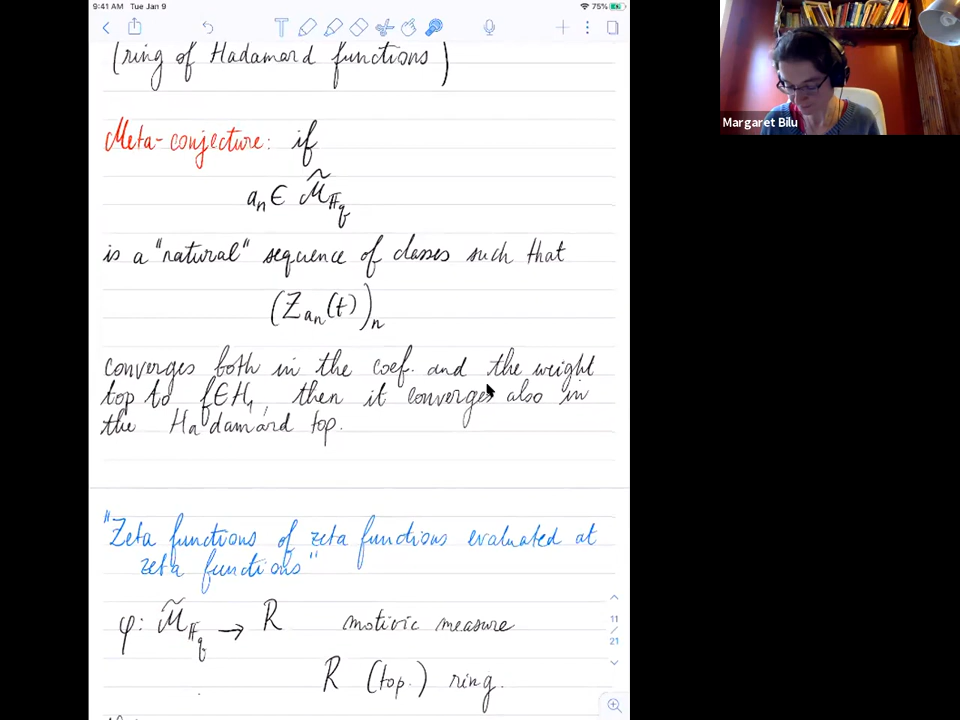 9:41 AM Tue Jan 9
75%
(ring of Hadamard functions)
Meta-conjecture: if
aₙ ∈ M̃_𝔽q
is a "natural" sequence of classes such that
(Z_aₙ(t))ₙ
converges both in the coef. and the weight
top to f∈H₁, then it converges also in
the Hadamard top.
"Zeta functions of zeta functions evaluated at
zeta functions"
φ: M̃_𝔽q → R motivic measure
R (top.) ring.
11
/
21
Margaret Bilu